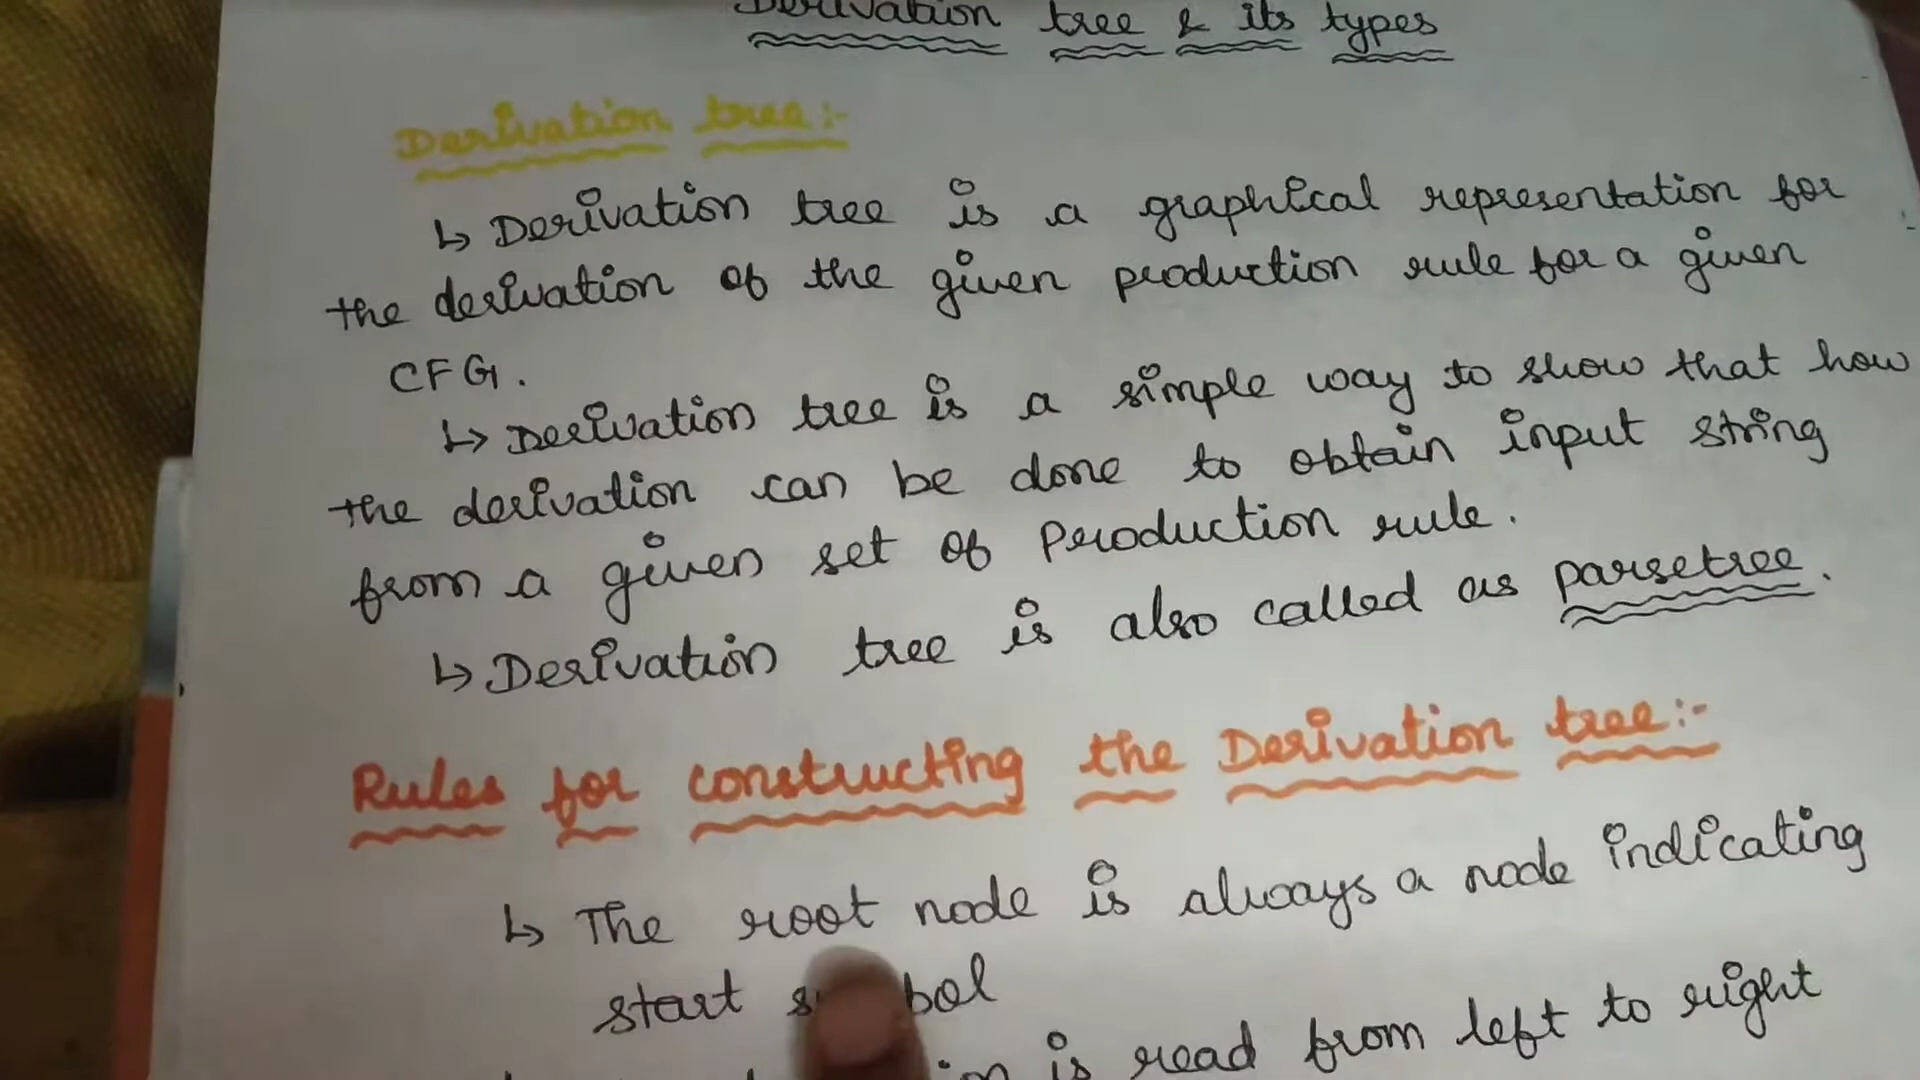 Derivation tree & its types
Derivation tree:-
↳ Derivation tree is a graphical representation for
the derivation of the given production rule for a given
CFG.
↳ Derivation tree is a simple way to show that how
the derivation can be done to obtain input string
from a given set of production rule.
↳ Derivation tree is also called as parsetree.
Rules for constructing the Derivation tree:-
↳ The root node is always a node indicating
start
is read from left to right